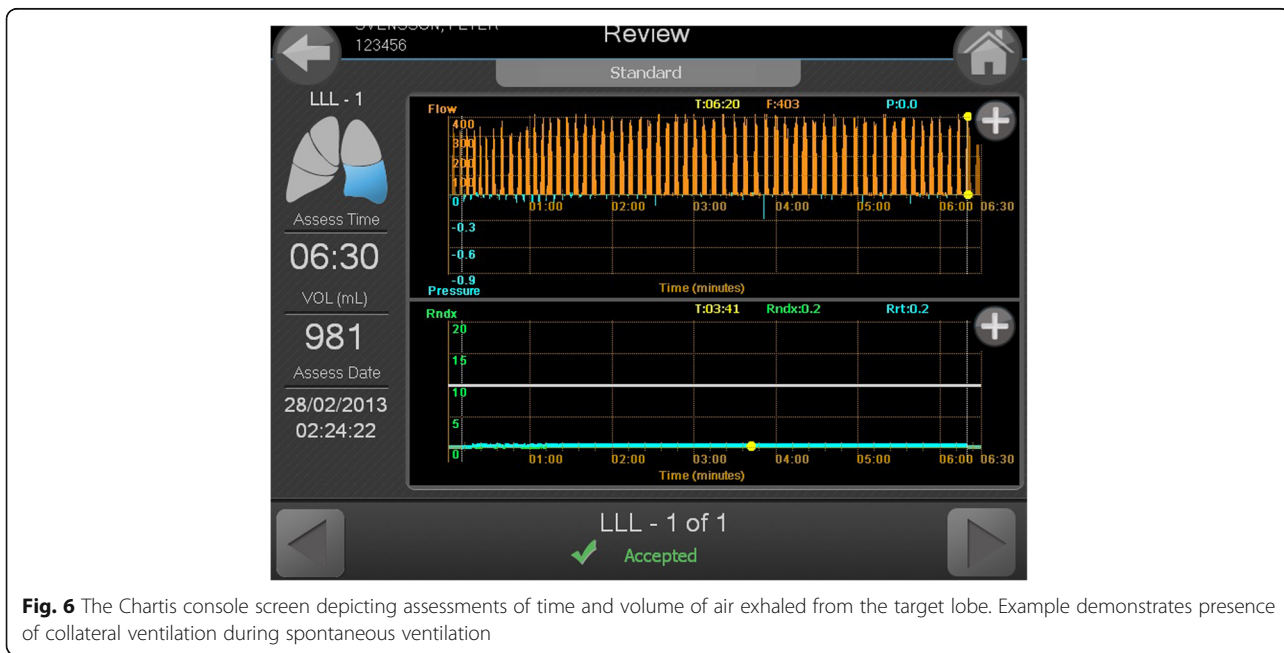 SVENSSON, PETER
123456
Review
Standard
LLL - 1
Assess Time
06:30
VOL (mL)
981
Assess Date
28/02/2013
02:24:22
Flow
T:06:20 F:403 P:0.0
400
300
200
100
0
01:00 02:00 03:00 04:00 05:00 06:00 06:30
-0.3
-0.6
-0.9
Pressure
Time (minutes)
Rndx
T:03:41 Rndx:0.2 Rrt:0.2
20
15
10
5
0
01:00 02:00 03:00 04:00 05:00 06:00 06:30
Time (minutes)
LLL - 1 of 1
Accepted
Fig. 6 The Chartis console screen depicting assessments of time and volume of air exhaled from the target lobe. Example demonstrates presence
of collateral ventilation during spontaneous ventilation